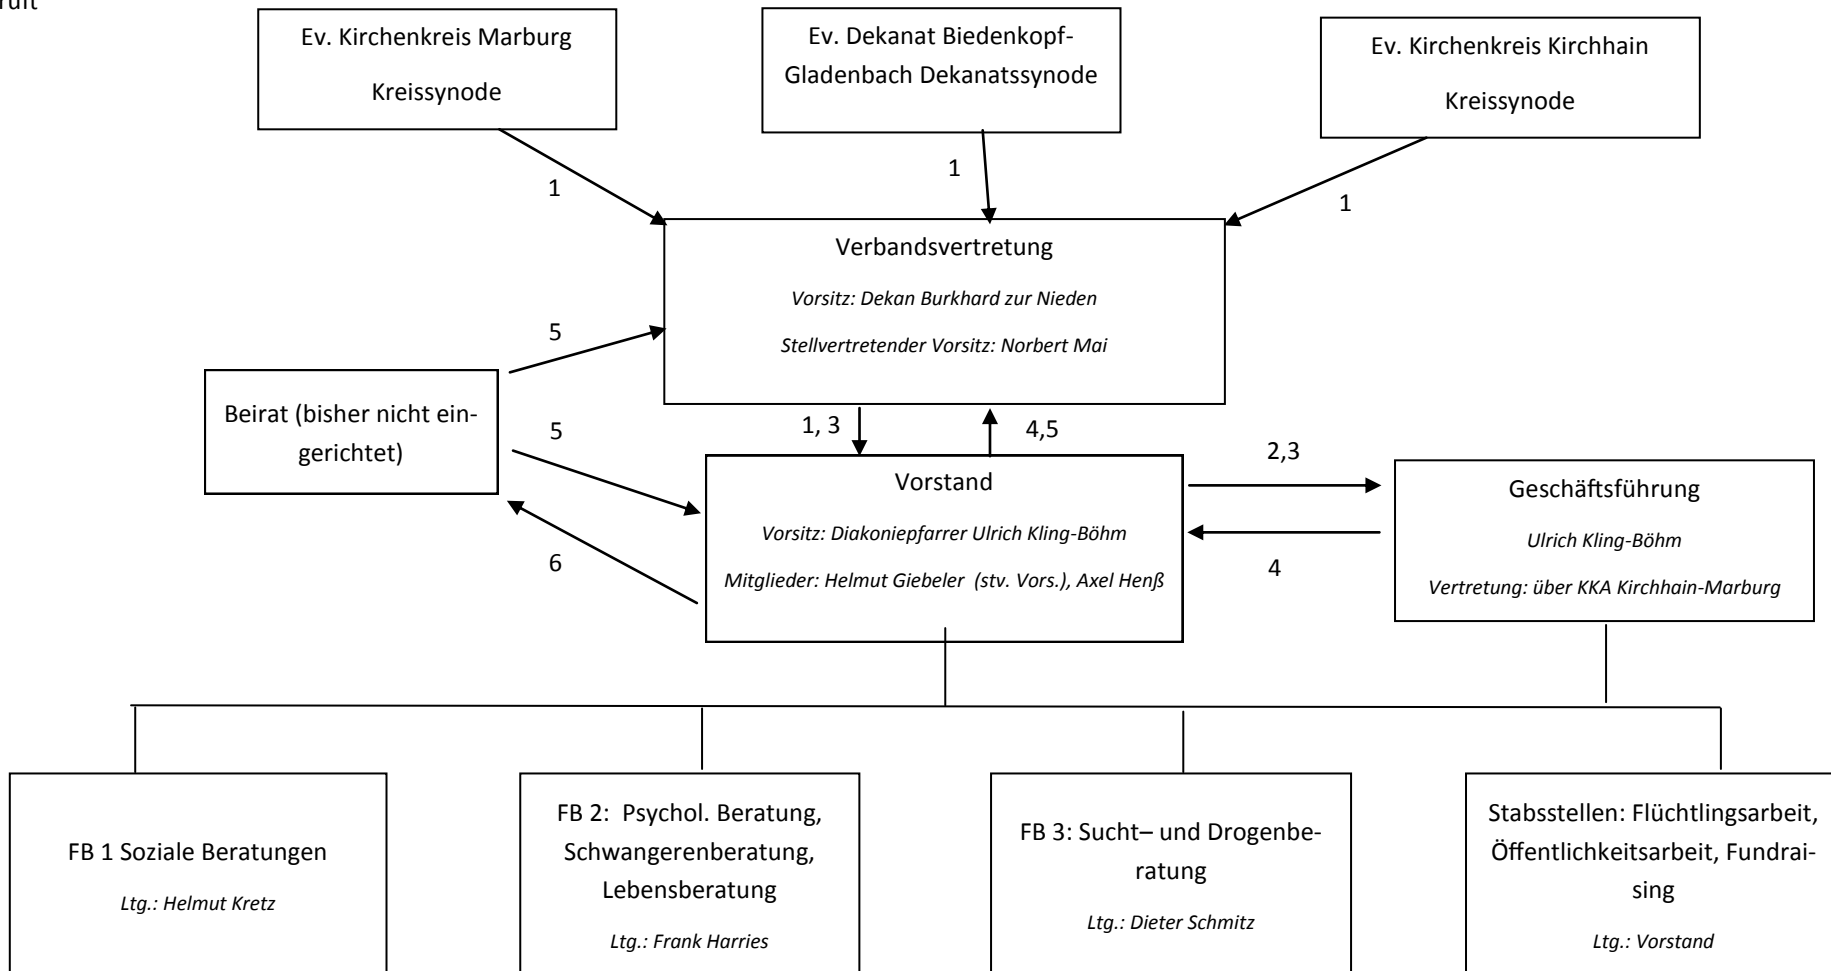 Ev. Kirchenkreis Marburg
Kreissynode
Ev. Dekanat Biedenkopf-
Gladenbach Dekanatssynode
Ev. Kirchenkreis Kirchhain
Kreissynode
1
1
1
Verbandsvertretung
Vorsitz: Dekan Burkhard zur Nieden
Stellvertretender Vorsitz: Norbert Mai
5
Beirat (bisher nicht ein-
gerichtet)
5
6
1, 3
4,5
Vorstand
Vorsitz: Diakoniepfarrer Ulrich Kling-Böhm
Mitglieder: Helmut Giebeler (stv. Vors.), Axel Henß
2,3
4
Geschäftsführung
Ulrich Kling-Böhm
Vertretung: über KKA Kirchhain-Marburg
FB 1 Soziale Beratungen
Ltg.: Helmut Kretz
FB 2: Psychol. Beratung,
Schwangerenberatung,
Lebensberatung
Ltg.: Frank Harries
FB 3: Sucht– und Drogenbe-
ratung
Ltg.: Dieter Schmitz
Stabsstellen: Flüchtlingsarbeit,
Öffentlichkeitsarbeit, Fundrai-
sing
Ltg.: Vorstand